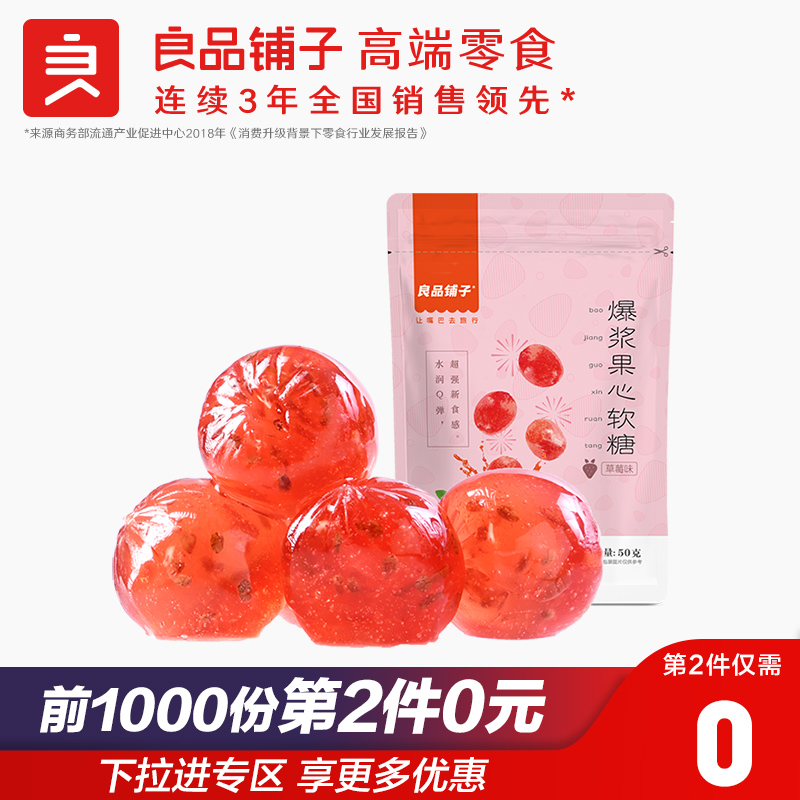 良
良品铺子 高端零食
连续3年全国销售领先*
*来源商务部流通产业促进中心2018年《消费升级背景下零食行业发展报告》
良品铺子®
让嘴巴去旅行
爆浆果心软糖
bao
jiang
guo
xin
ruan
tang
草莓味
超强新食感。
水润Q弹，
量:50克
前1000份第2件0元
下拉进专区 享更多优惠
第2件仅需
0